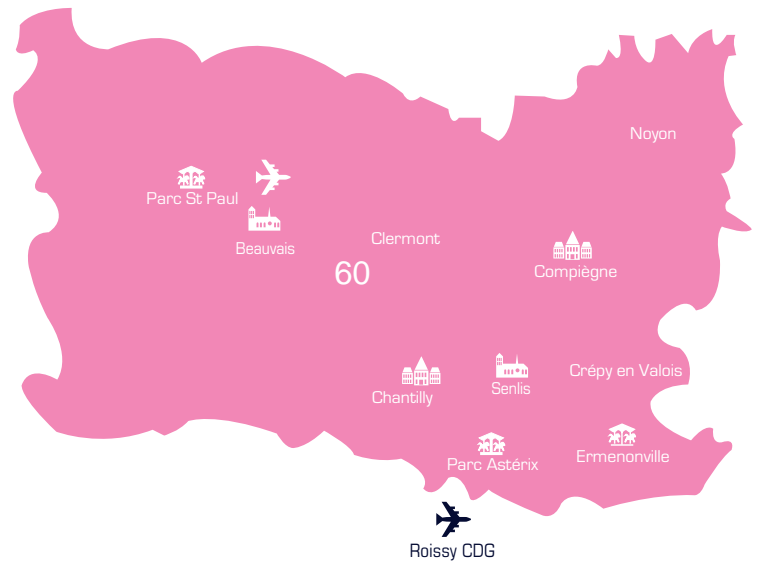 Noyon
Parc St Paul
Clermont
Beauvais
60
Compiègne
Crépy en Valois
Senlis
Chantilly
Ermenonville
Parc Astérix
Roissy CDG